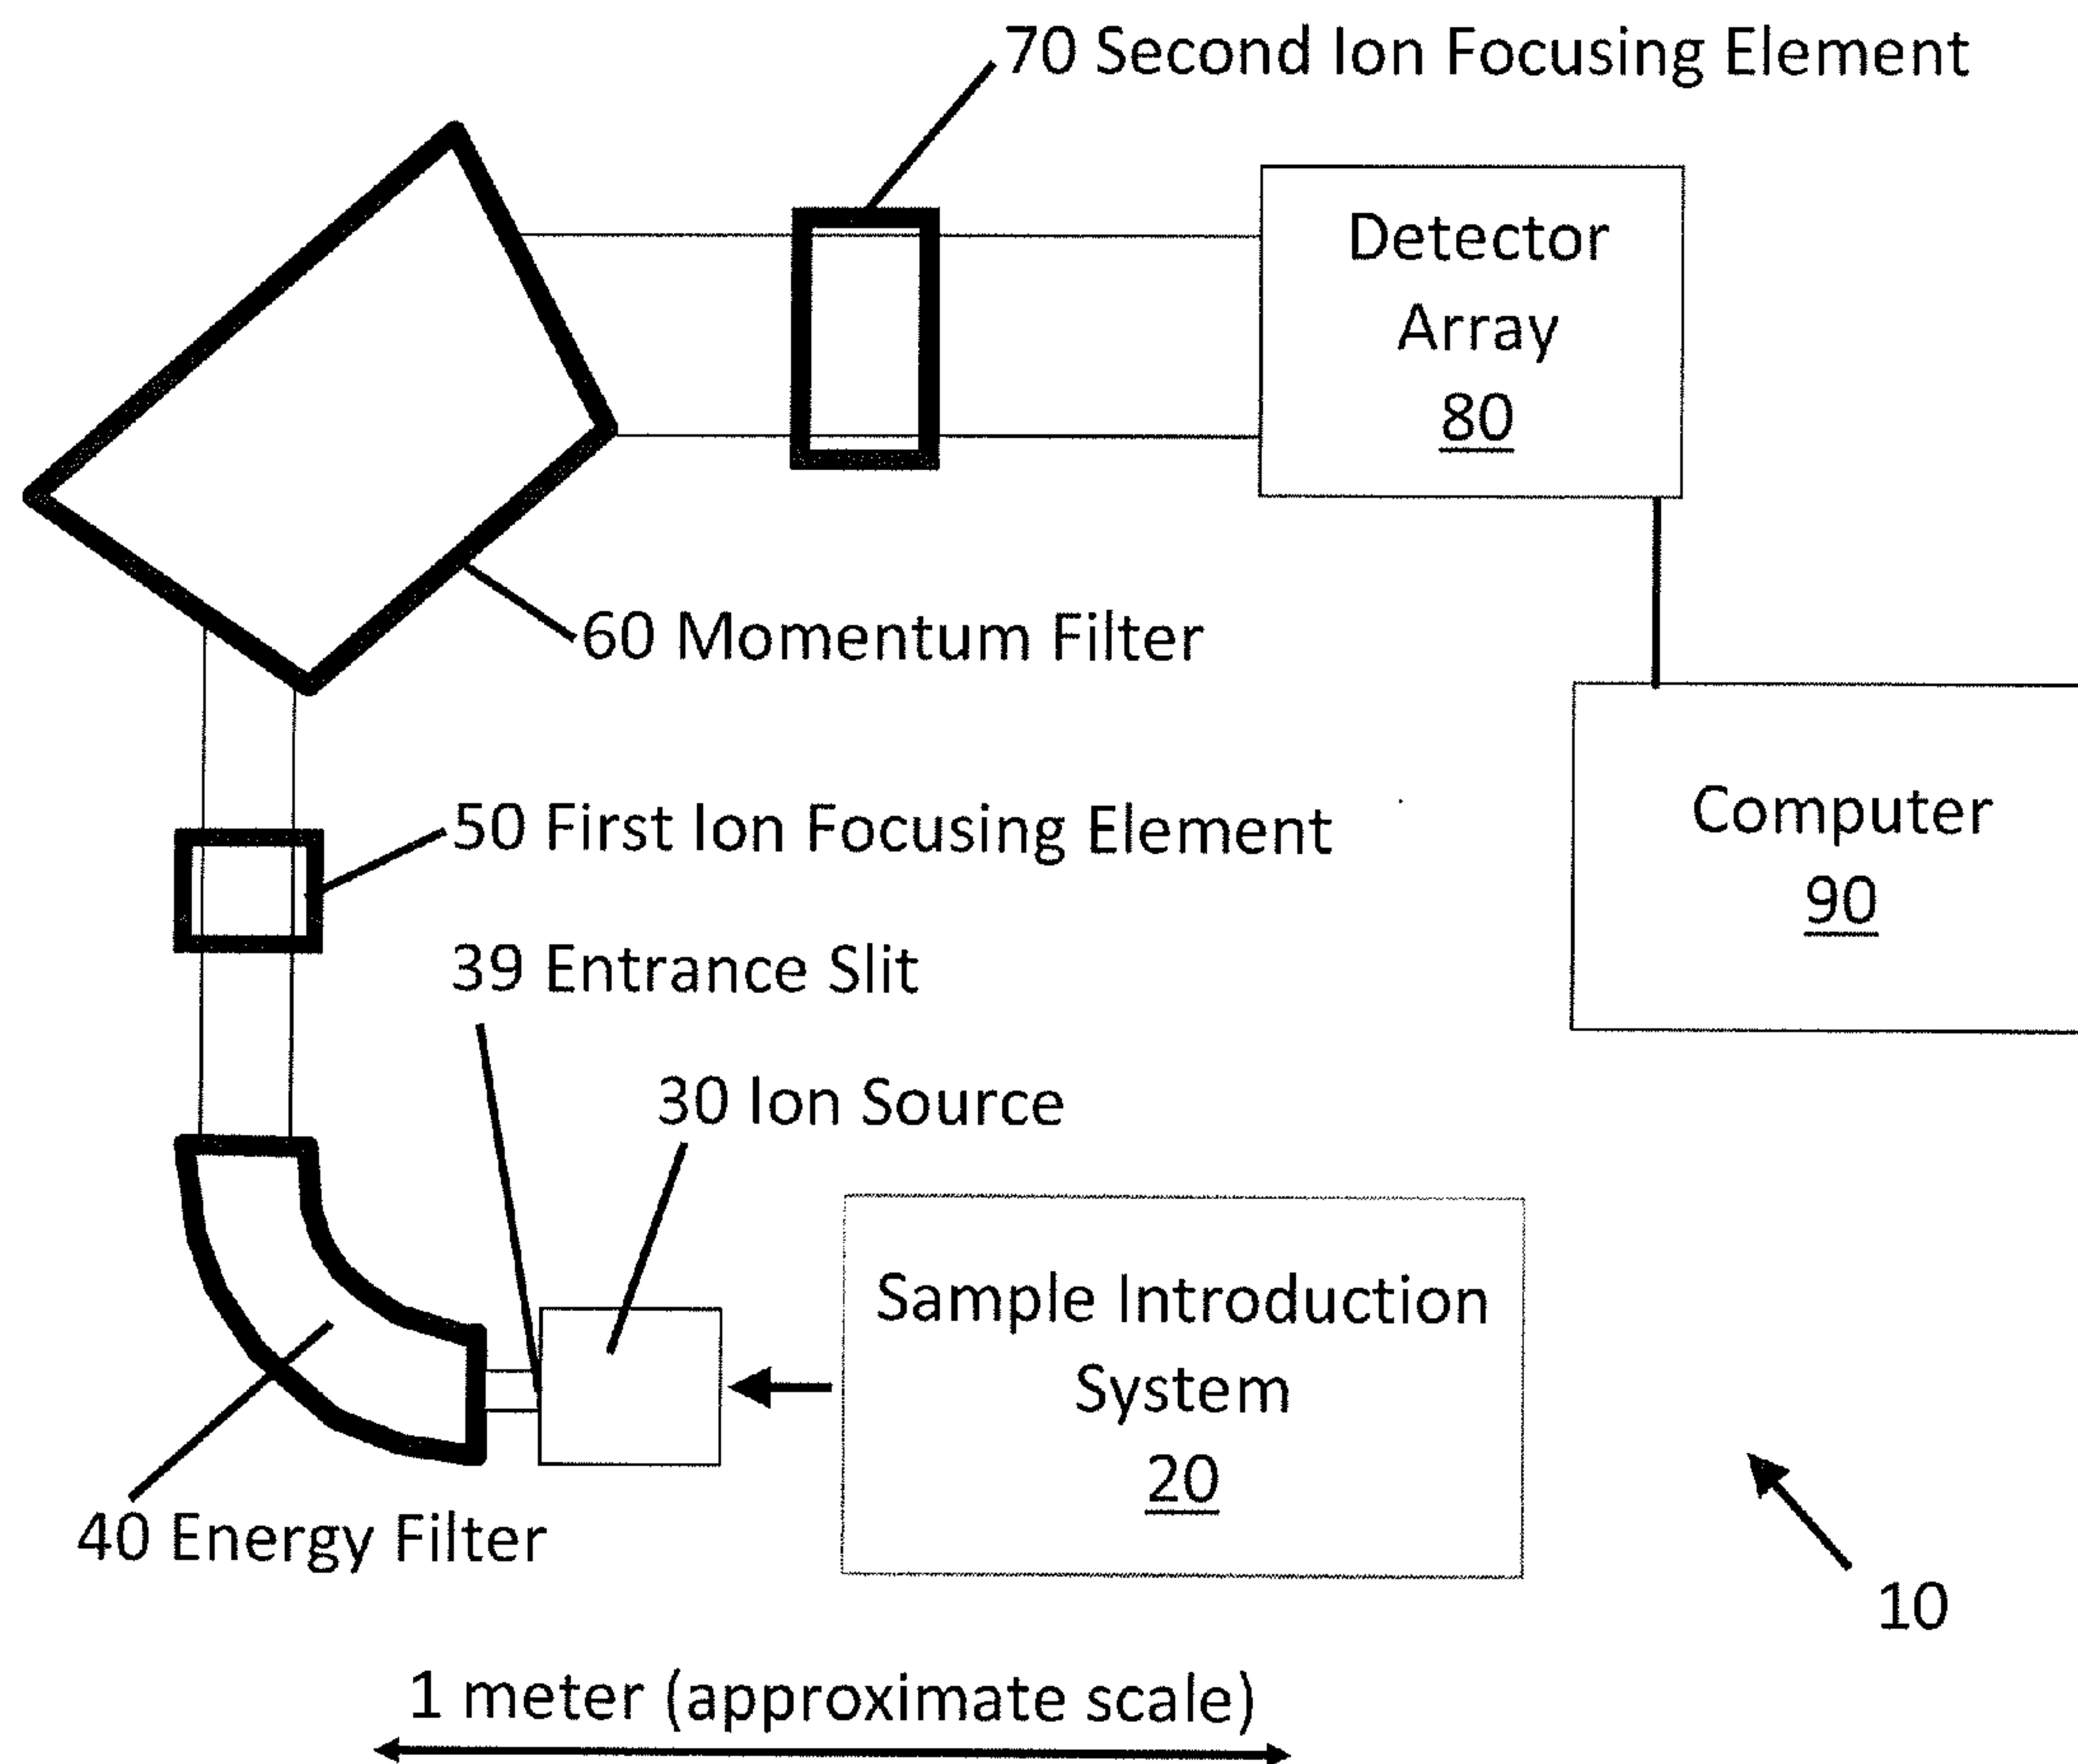 70 Second Ion Focusing Element
Detector
Array
80
60 Momentum Filter
50 First Ion Focusing Element
Computer
90
39 Entrance Slit
30 Ion Source
Sample Introduction
System
20
40 Energy Filter
10
1 meter (approximate scale)